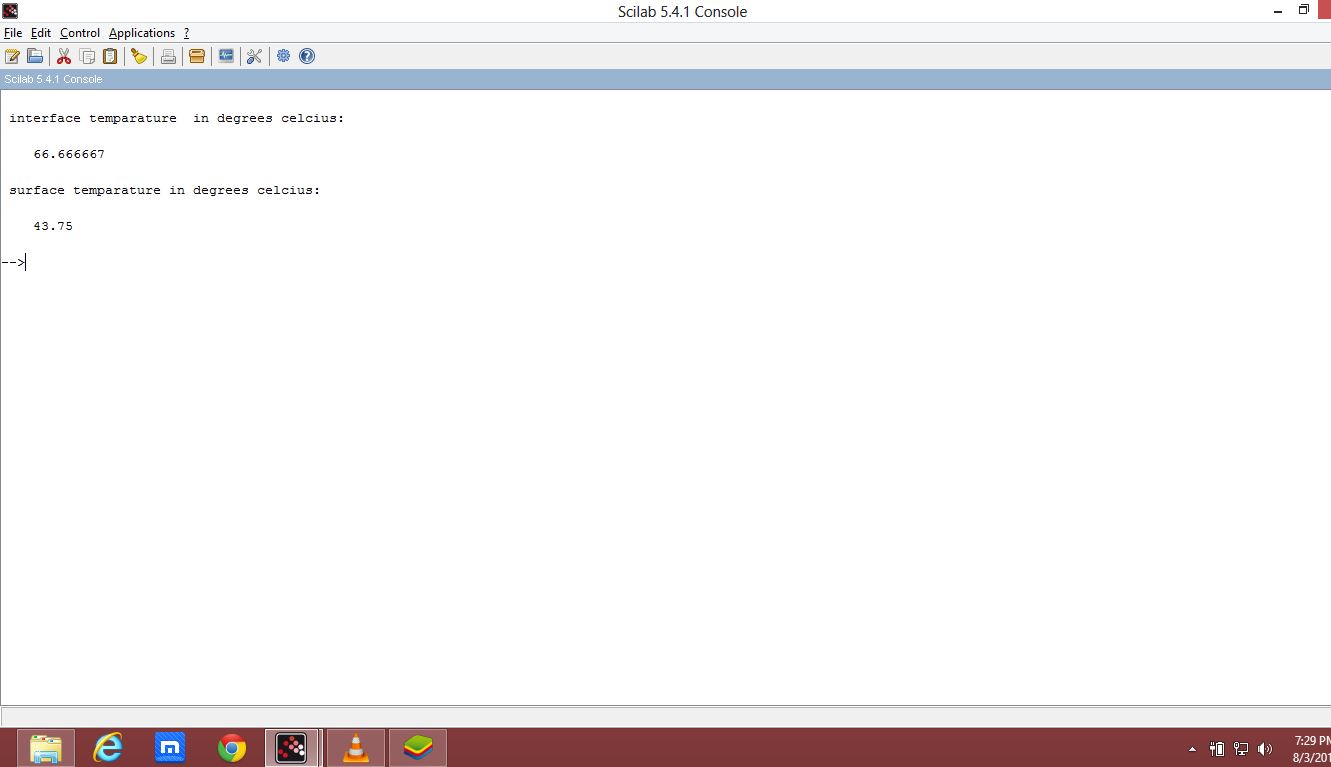 Scilab 5.4.1 Console
File Edit Control Applications ?
Scilab 5.4.1 Console
interface temparature  in degrees celcius:
66.666667
surface temparature in degrees celcius:
43.75
-->
7:29 PM
8/3/201